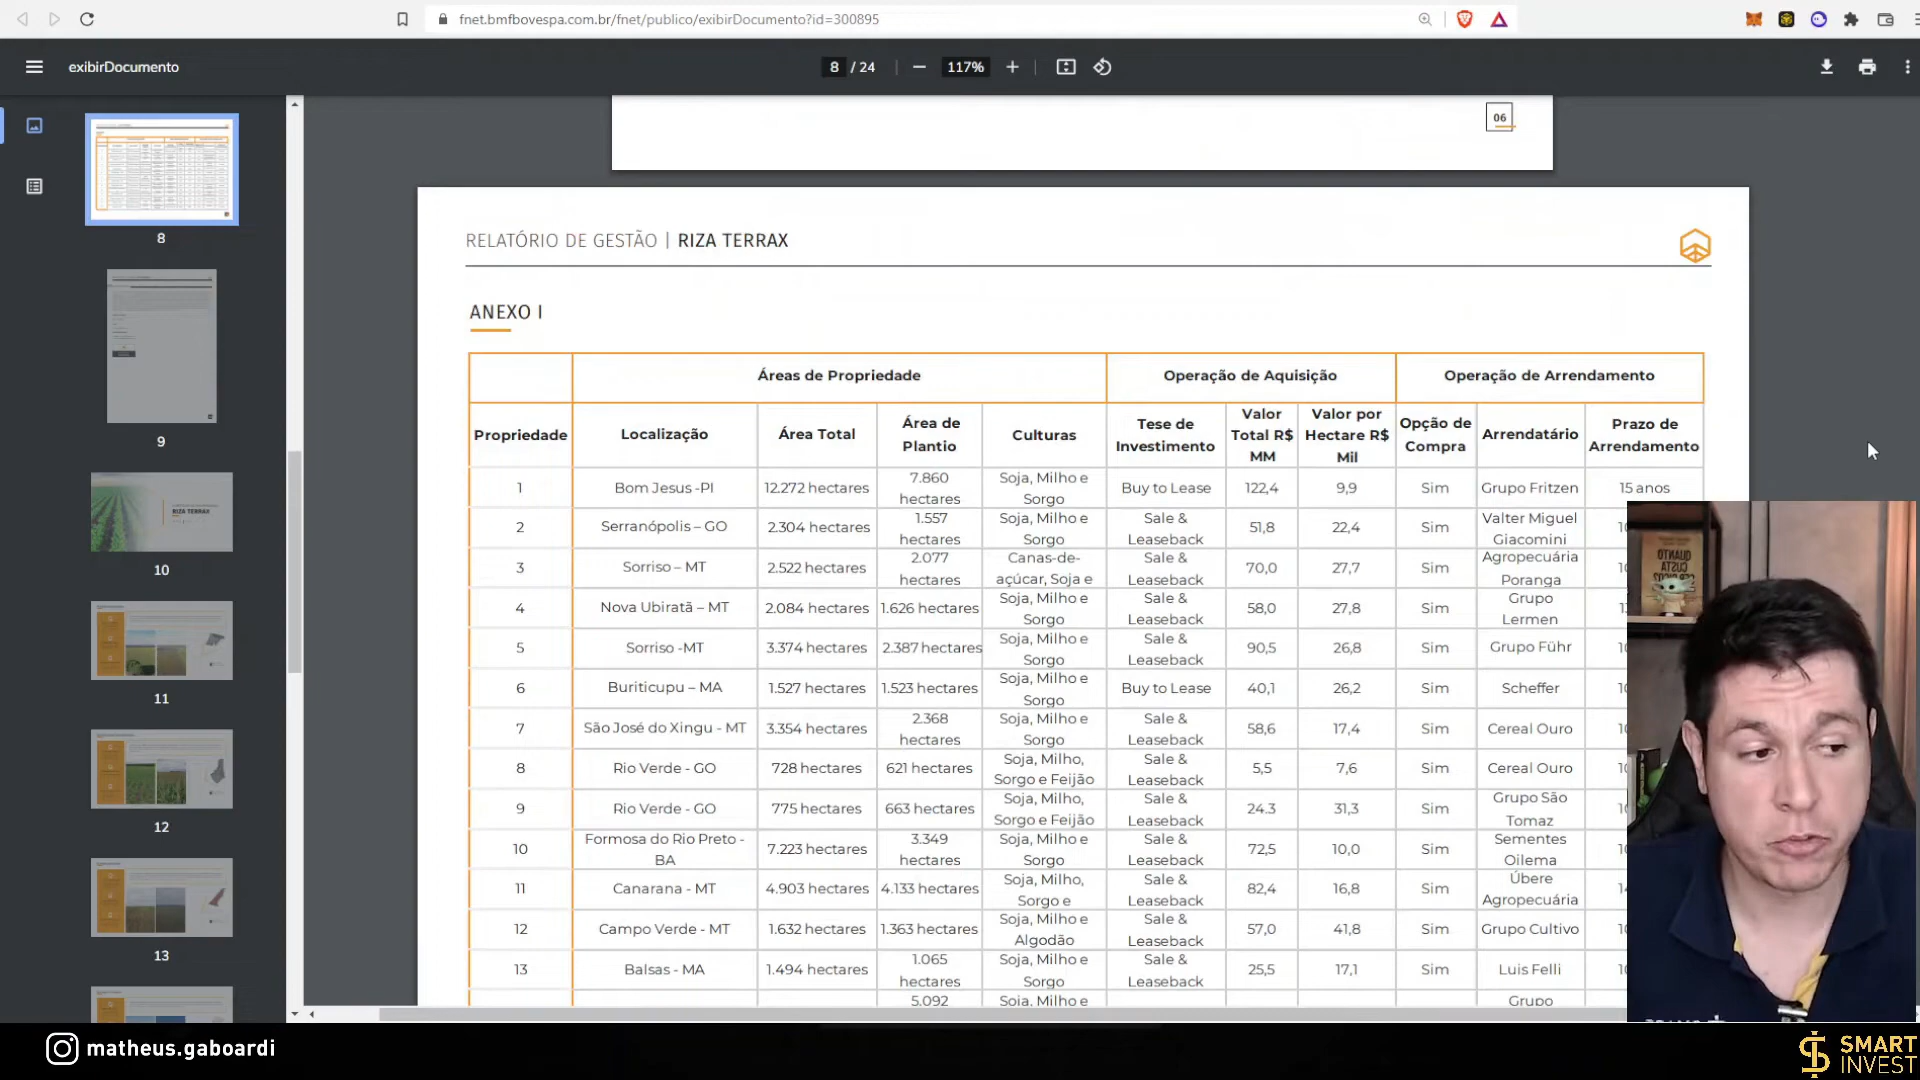 fnet.bmfbovespa.com.br/fnet/publico/exibirDocumento?id=300895
exibirDocumento
8 / 24
117%
06
8
9
10
11
12
13
RELATÓRIO DE GESTÃO | RIZA TERRAX
ANEXO I
Áreas de Propriedade Operação de Aquisição Operação de Arrendamento
Propriedade Localização Área Total Área de Plantio Culturas Tese de Investimento Valor Total R$ MM Valor por Hectare R$ Mil Opção de Compra Arrendatário Prazo de Arrendamento
1 Bom Jesus -PI 12.272 hectares 7.860 hectares Soja, Milho e Sorgo Buy to Lease 122,4 9,9 Sim Grupo Fritzen 15 anos
2 Serranópolis – GO 2.304 hectares 1.557 hectares Soja, Milho e Sorgo Sale & Leaseback 51,8 22,4 Sim Valter Miguel Giacomini
3 Sorriso – MT 2.522 hectares 2.077 hectares Canas-de-açúcar, Soja e Sale & Leaseback 70,0 27,7 Sim Agropecuária Poranga
4 Nova Ubiratã – MT 2.084 hectares 1.626 hectares Soja, Milho e Sorgo Sale & Leaseback 58,0 27,8 Sim Grupo Lermen
5 Sorriso -MT 3.374 hectares 2.387 hectares Soja, Milho e Sorgo Sale & Leaseback 90,5 26,8 Sim Grupo Führ
6 Buriticupu – MA 1.527 hectares 1.523 hectares Soja, Milho e Sorgo Buy to Lease 40,1 26,2 Sim Scheffer
7 São José do Xingu - MT 3.354 hectares 2.368 hectares Soja, Milho e Sorgo Sale & Leaseback 58,6 17,4 Sim Cereal Ouro
8 Rio Verde - GO 728 hectares 621 hectares Soja, Milho, Sorgo e Feijão Sale & Leaseback 5,5 7,6 Sim Cereal Ouro
9 Rio Verde - GO 775 hectares 663 hectares Soja, Milho, Sorgo e Feijão Sale & Leaseback 24.3 31,3 Sim Grupo São Tomaz
10 Formosa do Rio Preto - BA 7.223 hectares 3.349 hectares Soja, Milho e Sorgo Sale & Leaseback 72,5 10,0 Sim Sementes Oilema
11 Canarana - MT 4.903 hectares 4.133 hectares Soja, Milho, Sorgo e Sale & Leaseback 82,4 16,8 Sim Úbere Agropecuária
12 Campo Verde - MT 1.632 hectares 1.363 hectares Soja, Milho e Algodão Sale & Leaseback 57,0 41,8 Sim Grupo Cultivo
13 Balsas - MA 1.494 hectares 1.065 hectares Soja, Milho e Sorgo Sale & Leaseback 25,5 17,1 Sim Luis Felli
5.092 Soja, Milho e Grupo
QUANTO
CUSTA
matheus.gaboardi
SMART
INVEST